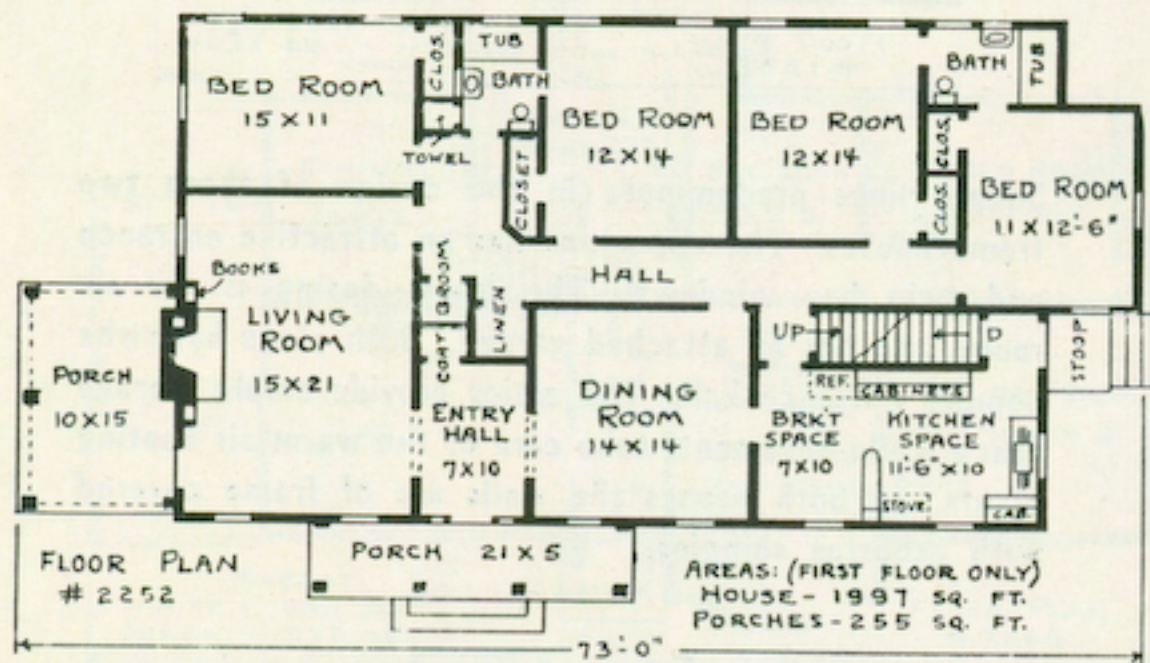 BED ROOM
15 X 11
CLOS.
TUB
BATH
TOWEL
CLOSET
BED ROOM
12 X 14
BED ROOM
12 X 14
BATH
TUB
CLOS.
CLOS.
BED ROOM
11 X 12'-6"
HALL
BOOKS
LIVING
ROOM
15 X 21
BROOM
LINEN
COAT
PORCH
10 X 15
ENTRY
HALL
7 X 10
DINING
ROOM
14 X 14
UP
D
REF.
CABINETS
BRK'T
SPACE
7 X 10
KITCHEN
SPACE
11'-6" X 10
STOVE
CAB.
STOOP
PORCH 21 X 5
FLOOR PLAN
# 2252
AREAS: (FIRST FLOOR ONLY)
HOUSE - 1997 SQ. FT.
PORCHES - 255 SQ. FT.
73'-0"